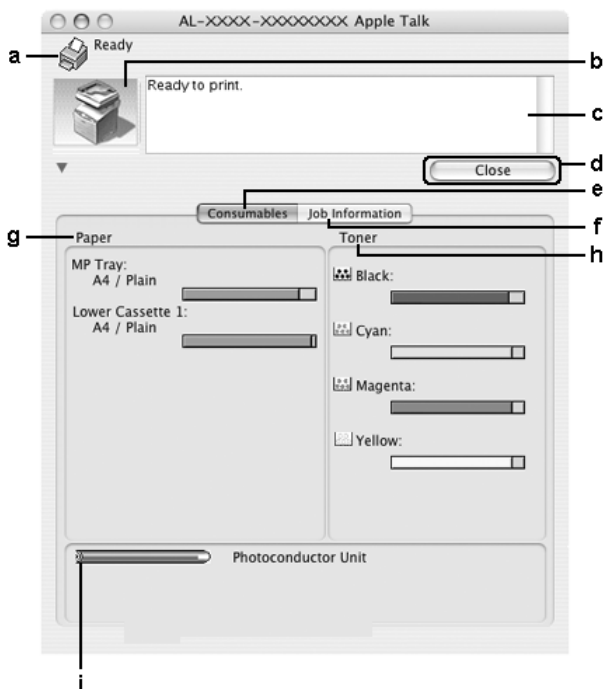 AL-XXXX-XXXXXXXX Apple Talk
a
Ready
b
Ready to print.
c
d
Close
e
Consumables
Job Information
f
g
Paper
Toner
h
MP Tray:
A4 / Plain
Lower Cassette 1:
A4 / Plain
Black:
Cyan:
Magenta:
Yellow:
Photoconductor Unit
i